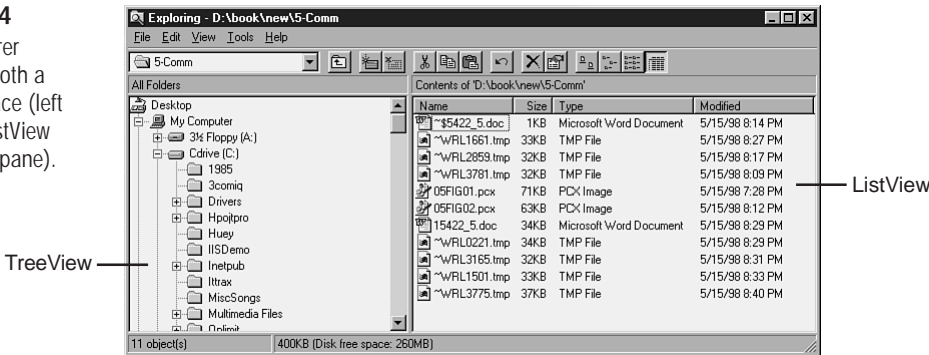 4
rer
oth a
ce (left
stView
pane).
Exploring - D:\book\new\5-Comm
File Edit View Tools Help
5-Comm
All Folders
Contents of 'D:\book\new\5-Comm'
Desktop
My Computer
3½ Floppy (A:)
Cdrive (C:)
1985
3comiq
Drivers
Hpojtpro
Huey
IISDemo
Inetpub
Ittrax
MiscSongs
Multimedia Files
Name Size Type Modified
~$5422_5.doc 1KB Microsoft Word Document 5/15/98 8:14 PM
~WRL1661.tmp 33KB TMP File 5/15/98 8:27 PM
~WRL2859.tmp 32KB TMP File 5/15/98 8:17 PM
~WRL3781.tmp 32KB TMP File 5/15/98 8:09 PM
05FIG01.pcx 71KB PCX Image 5/15/98 7:28 PM
05FIG02.pcx 63KB PCX Image 5/15/98 8:12 PM
15422_5.doc 34KB Microsoft Word Document 5/15/98 8:29 PM
~WRL0221.tmp 34KB TMP File 5/15/98 8:29 PM
~WRL3165.tmp 32KB TMP File 5/15/98 8:31 PM
~WRL1501.tmp 33KB TMP File 5/15/98 8:33 PM
~WRL3775.tmp 37KB TMP File 5/15/98 8:40 PM
ListView
TreeView
11 object(s) 400KB (Disk free space: 260MB)